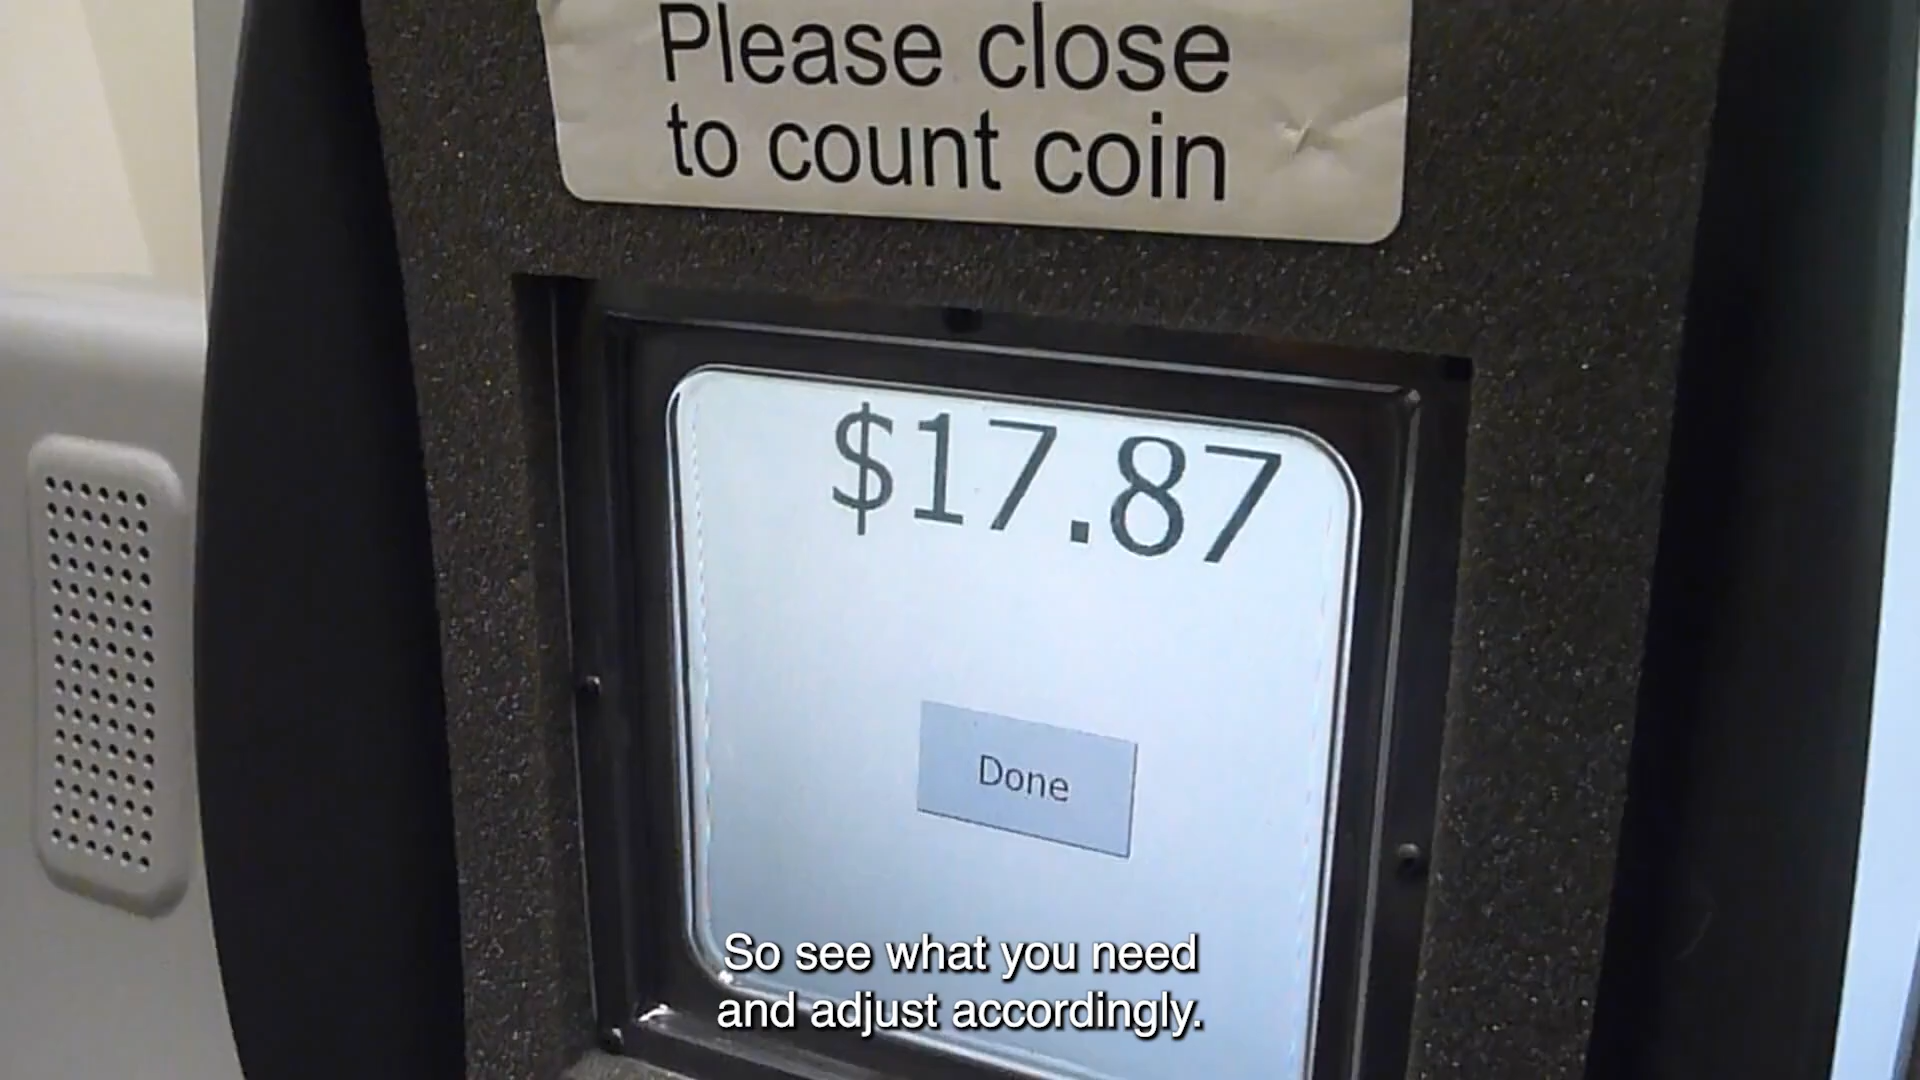 Please close
to count coin
$17.87
Done
So see what you need
and adjust accordingly.